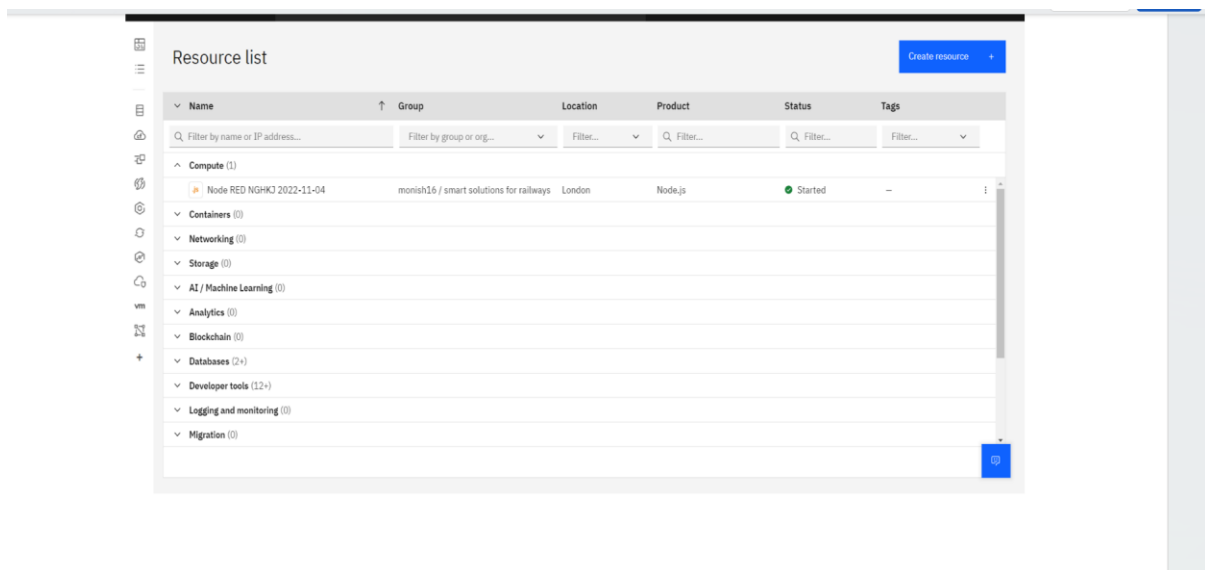 Resource list
Create resource +
Name ↑ Group Location Product Status Tags
Filter by name or IP address... Filter by group or org... Filter... Filter... Filter... Filter...
Compute (1)
Node RED NGHKJ 2022-11-04 monish16 / smart solutions for railways London Node.js Started –
Containers (0)
Networking (0)
Storage (0)
AI / Machine Learning (0)
Analytics (0)
vm
Blockchain (0)
Databases (2+)
Developer tools (12+)
Logging and monitoring (0)
Migration (0)